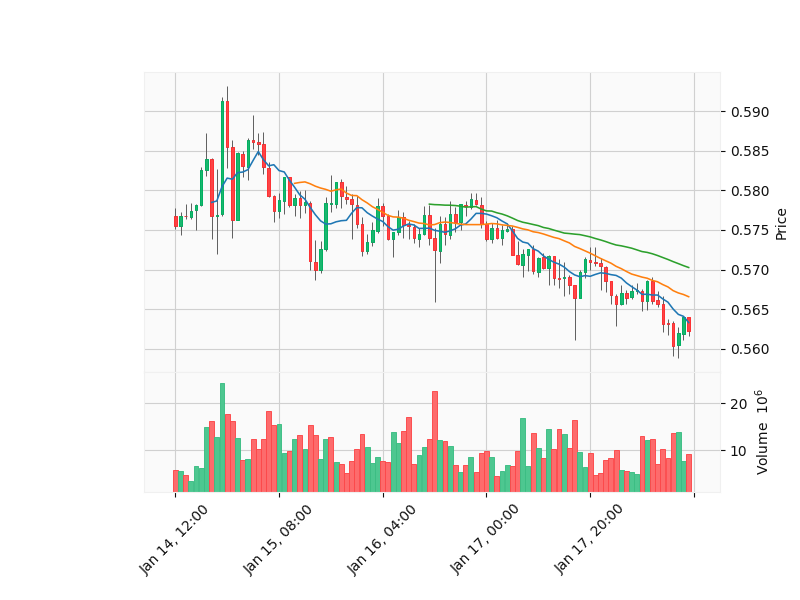 0.590
0.585
0.580
0.575
0.570
0.565
0.560
Price
20
10
Volume 10⁶
Jan 14, 12:00
Jan 15, 08:00
Jan 16, 04:00
Jan 17, 00:00
Jan 17, 20:00